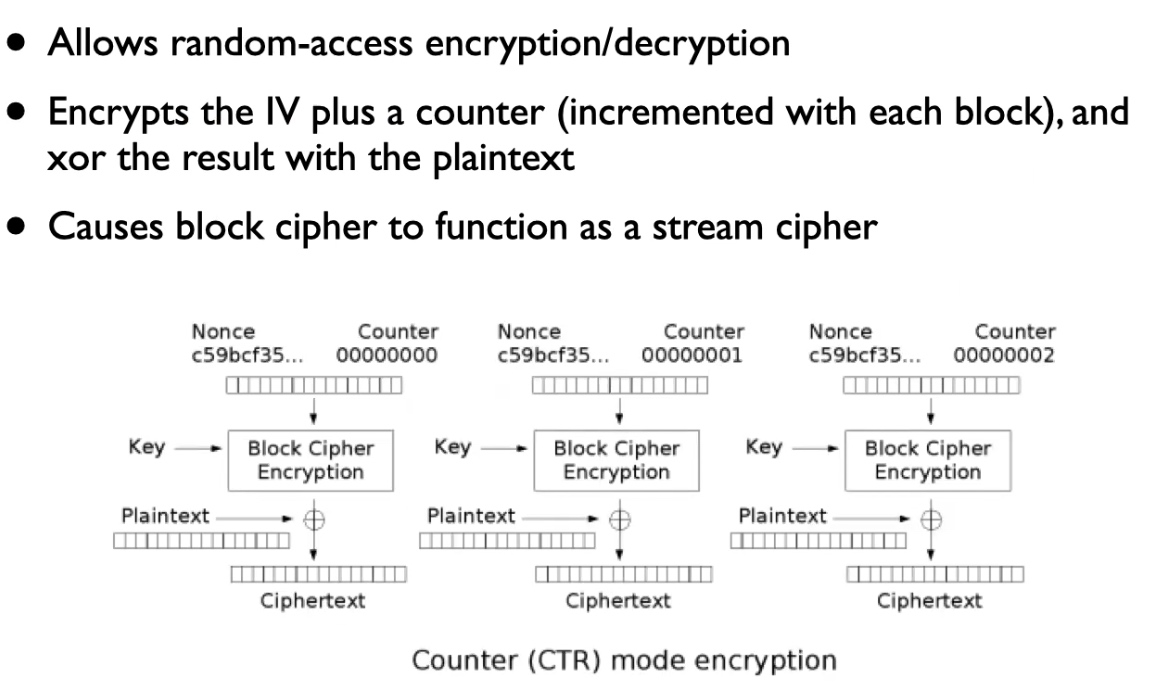 • Allows random-access encryption/decryption
• Encrypts the IV plus a counter (incremented with each block), and
xor the result with the plaintext
• Causes block cipher to function as a stream cipher
Nonce Counter Nonce Counter Nonce Counter
c59bcf35... 00000000 c59bcf35... 00000001 c59bcf35... 00000002
Key Block Cipher Key Block Cipher Key Block Cipher
Encryption Encryption Encryption
Plaintext Plaintext Plaintext
Ciphertext Ciphertext Ciphertext
Counter (CTR) mode encryption